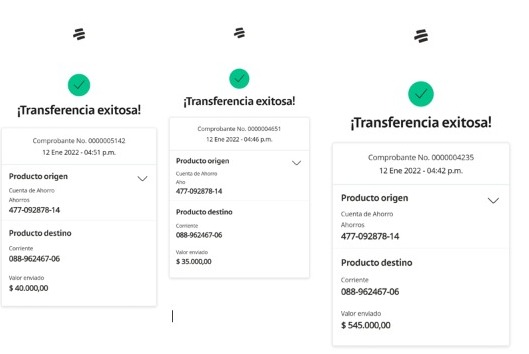 ¡Transferencia exitosa!
Comprobante No. 0000005142
12 Ene 2022 - 04:51 p.m.
Producto origen
Cuenta de Ahorro
Ahorros
477-092878-14
Producto destino
Corriente
088-962467-06
Valor enviado
$ 40.000,00
¡Transferencia exitosa!
Comprobante No. 0000004651
12 Ene 2022 - 04:46 p.m.
Producto origen
Cuenta de Ahorro
Aho
477-092878-14
Producto destino
Corriente
088-962467-06
Valor enviado
$ 35.000,00
¡Transferencia exitosa!
Comprobante No. 0000004235
12 Ene 2022 - 04:42 p.m.
Producto origen
Cuenta de Ahorro
Ahorros
477-092878-14
Producto destino
Corriente
088-962467-06
Valor enviado
$ 545.000,00